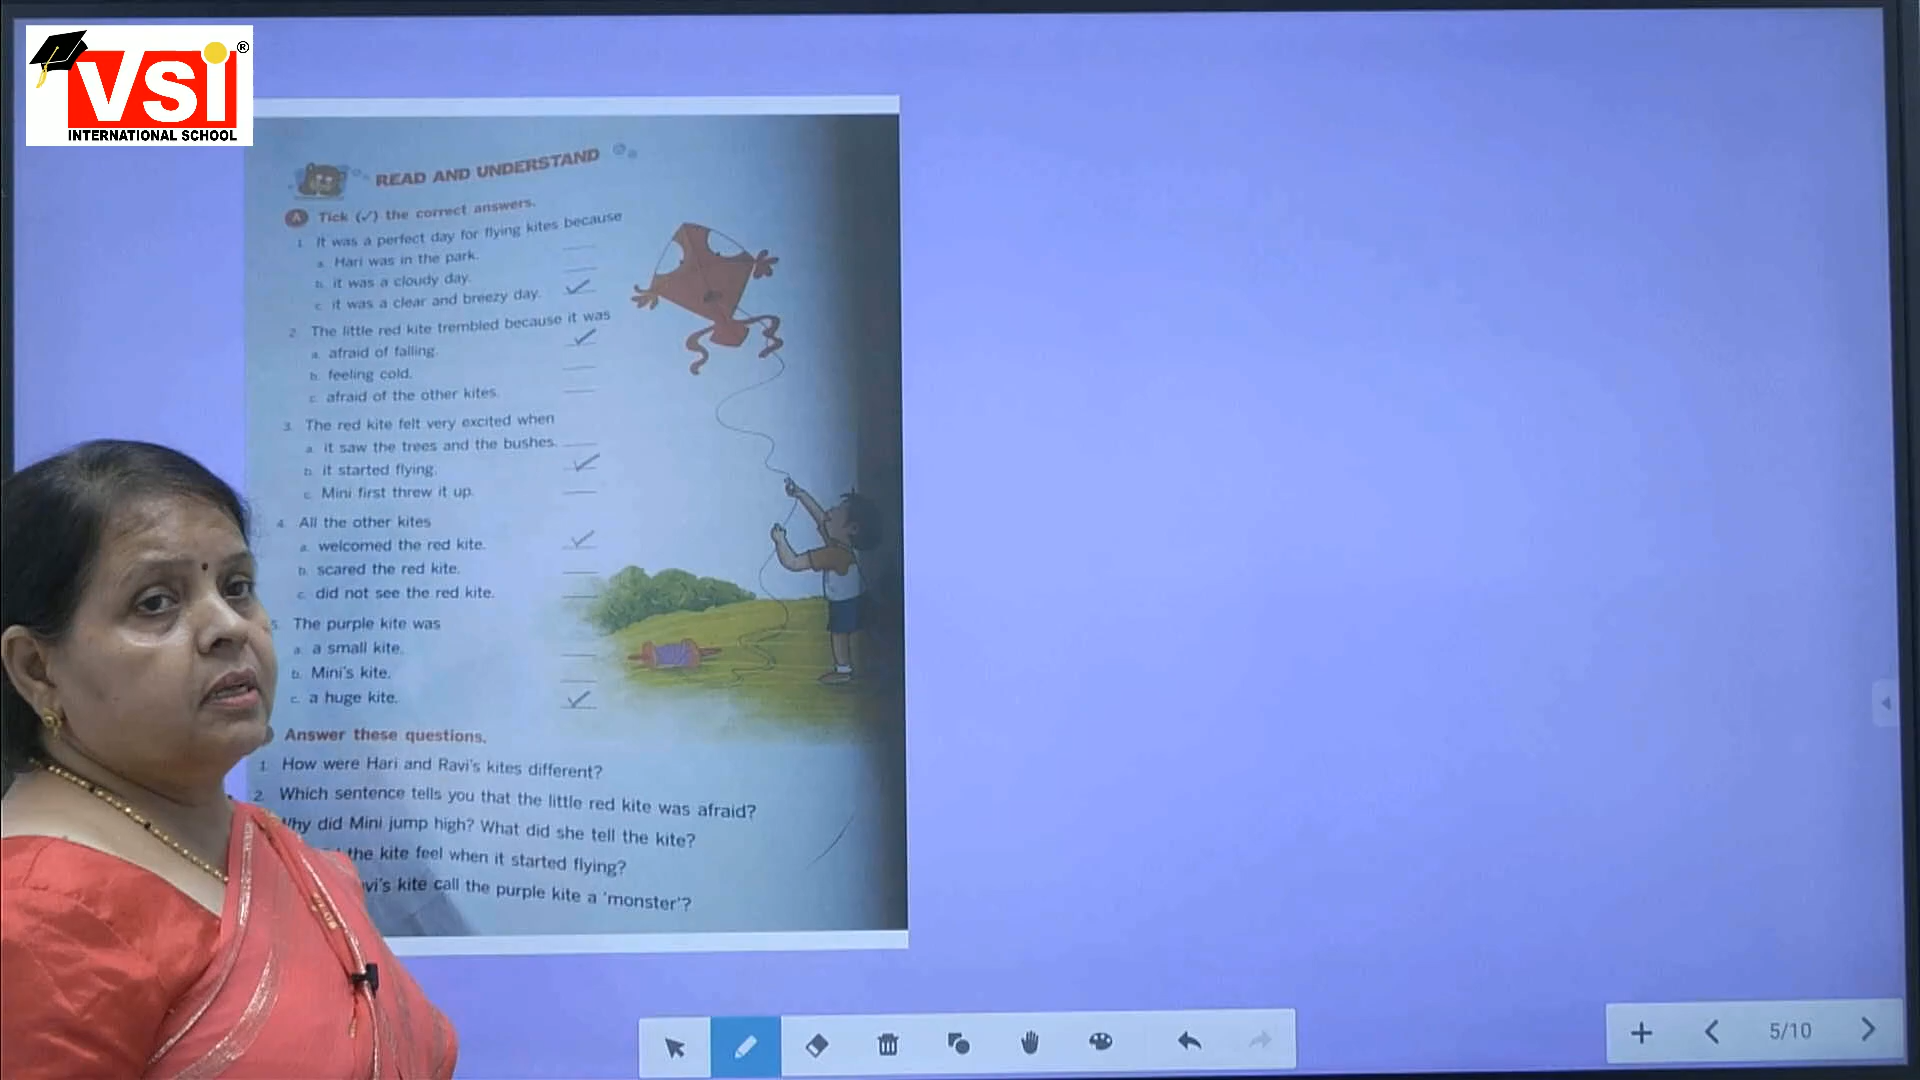 VSI ®
INTERNATIONAL SCHOOL
READ AND UNDERSTAND
A Tick (✓) the correct answers.
1. It was a perfect day for flying kites because
a. Hari was in the park.
b. it was a cloudy day.
c. it was a clear and breezy day. ✓
2. The little red kite trembled because it was
a. afraid of falling. ✓
b. feeling cold.
c. afraid of the other kites.
3. The red kite felt very excited when
a. it saw the trees and the bushes.
b. it started flying. ✓
c. Mini first threw it up.
4. All the other kites
a. welcomed the red kite. ✓
b. scared the red kite.
c. did not see the red kite.
5. The purple kite was
a. a small kite.
b. Mini's kite.
c. a huge kite. ✓
Answer these questions.
1. How were Hari and Ravi's kites different?
2. Which sentence tells you that the little red kite was afraid?
Why did Mini jump high? What did she tell the kite?
the kite feel when it started flying?
kite call the purple kite a 'monster'?
5/10